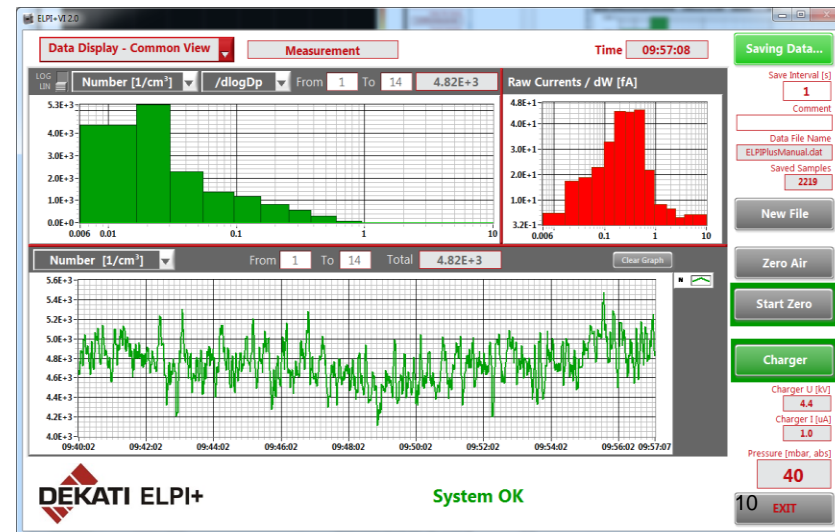 ELPI+VI 2.0
Data Display - Common View
Measurement
Time 09:57:08
Saving Data...
LOG
LIN
Number [1/cm³] /dlogDp From 1 To 14 4.82E+3
Raw Currents / dW [fA]
5.3E+3
4.0E+3
3.0E+3
2.0E+3
1.0E+3
0.0E+0
0.006 0.01 0.1 1 10
4.8E+1
4.0E+1
3.0E+1
2.0E+1
1.0E+1
3.2E-1
0.006 0.1 1 10
Save Interval [s]
1
Comment
Data File Name
ELPIPlusManual.dat
Saved Samples
2219
New File
Zero Air
Start Zero
Charger
Charger U [kV]
4.4
Charger I [uA]
1.0
Pressure [mbar, abs]
40
10 EXIT
Number [1/cm³] From 1 To 14 Total 4.82E+3 Clear Graph
N
5.6E+3
5.4E+3
5.2E+3
5.0E+3
4.8E+3
4.6E+3
4.4E+3
4.2E+3
4.0E+3
09:40:02 09:42:02 09:44:02 09:46:02 09:48:02 09:50:02 09:52:02 09:54:02 09:56:02 09:57:07
DEKATI ELPI+
System OK